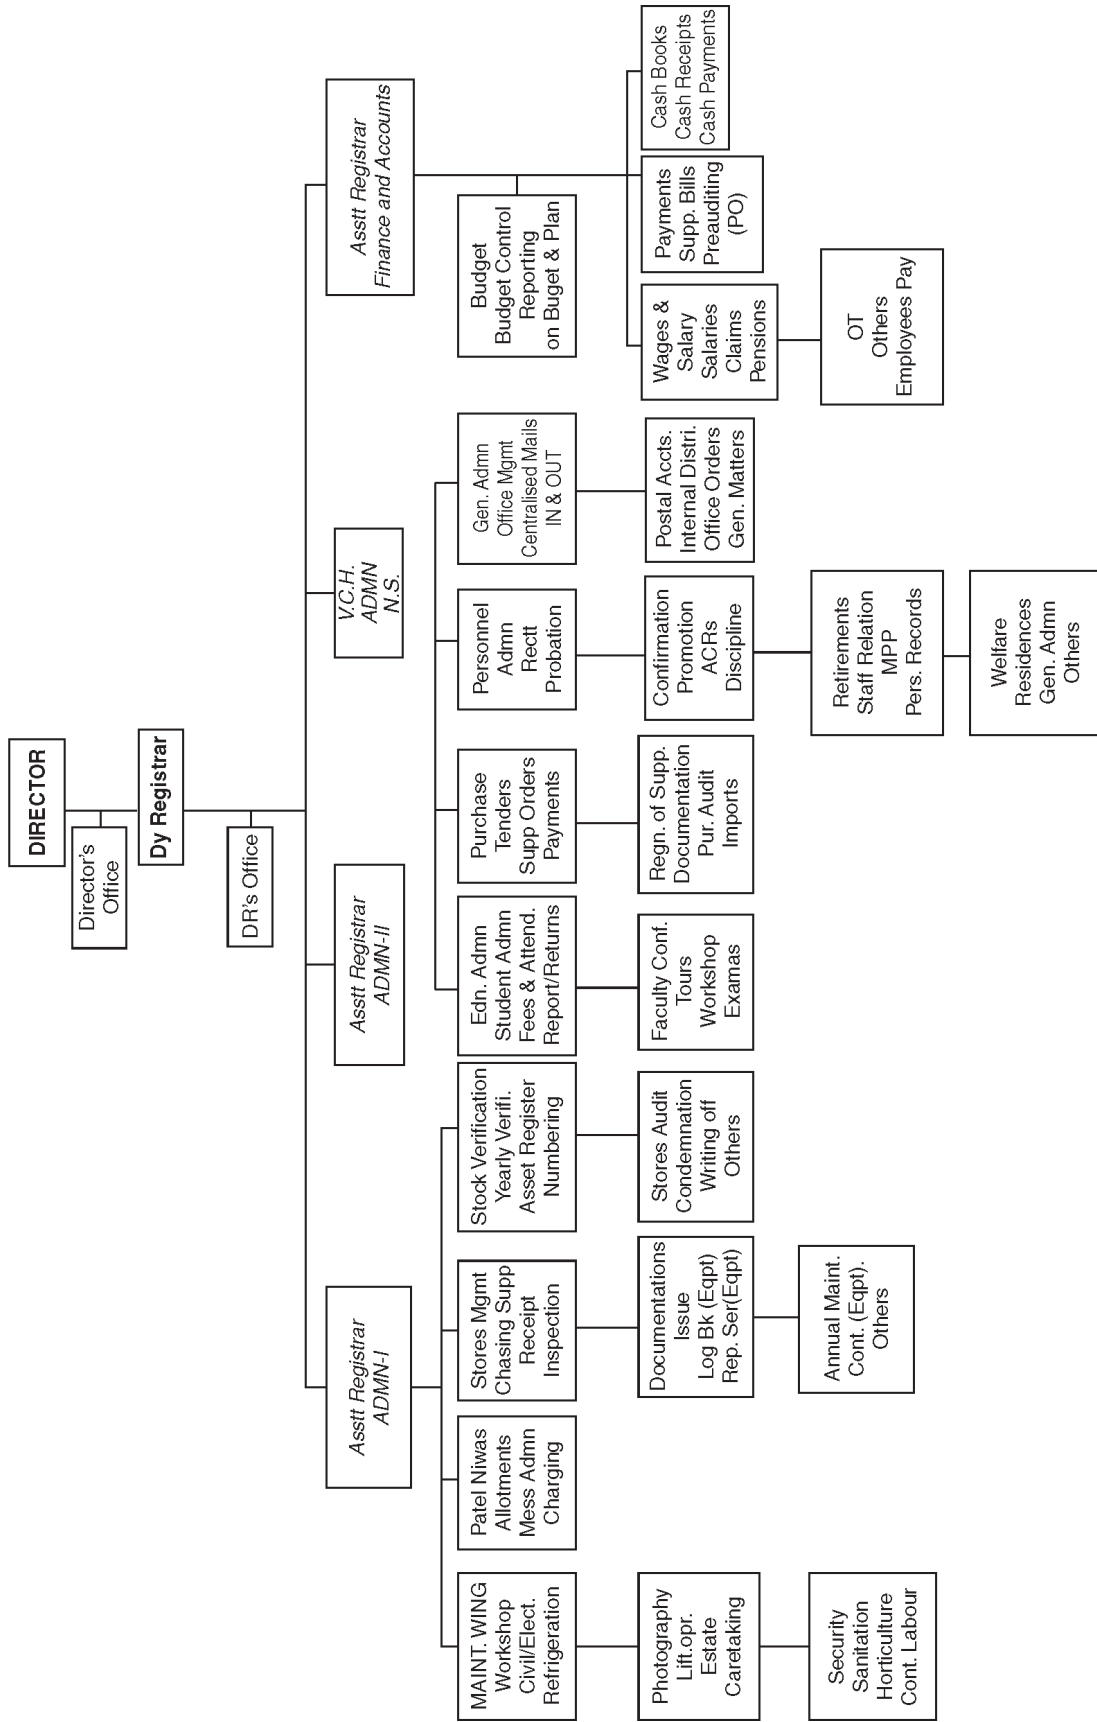 DIRECTOR
Director's
Office
Dy Registrar
DR's Office
Asstt Registrar
ADMN-I
Asstt Registrar
ADMN-II
V.C.H.
ADMN
N.S.
Asstt Registrar
Finance and Accounts
MAINT. WING
Workshop
Civil/Elect.
Refrigeration
Patel Niwas
Allotments
Mess Admn
Charging
Stores Mgmt
Chasing Supp
Receipt
Inspection
Stock Verification
Yearly Verifi.
Asset Register
Numbering
Edn. Admn
Student Admn
Fees & Attend.
Report/Returns
Purchase
Tenders
Supp Orders
Payments
Personnel
Admn
Rectt
Probation
Gen. Admn
Office Mgmt
Centralised Mails
IN & OUT
Budget
Budget Control
Reporting
on Buget & Plan
Photography
Lift.opr.
Estate
Caretaking
Documentations
Issue
Log Bk (Eqpt)
Rep. Ser(Eqpt)
Stores Audit
Condemnation
Writing off
Others
Faculty Conf.
Tours
Workshop
Examas
Regn. of Supp.
Documentation
Pur. Audit
Imports
Confirmation
Promotion
ACRs
Discipline
Postal Accts.
Internal Distri.
Office Orders
Gen. Matters
Wages &
Salary
Salaries
Claims
Pensions
Payments
Supp. Bills
Preauditing
(PO)
Cash Books
Cash Receipts
Cash Payments
Security
Sanitation
Horticulture
Cont. Labour
Annual Maint.
Cont. (Eqpt).
Others
Retirements
Staff Relation
MPP
Pers. Records
OT
Others
Employees Pay
Welfare
Residences
Gen. Admn
Others